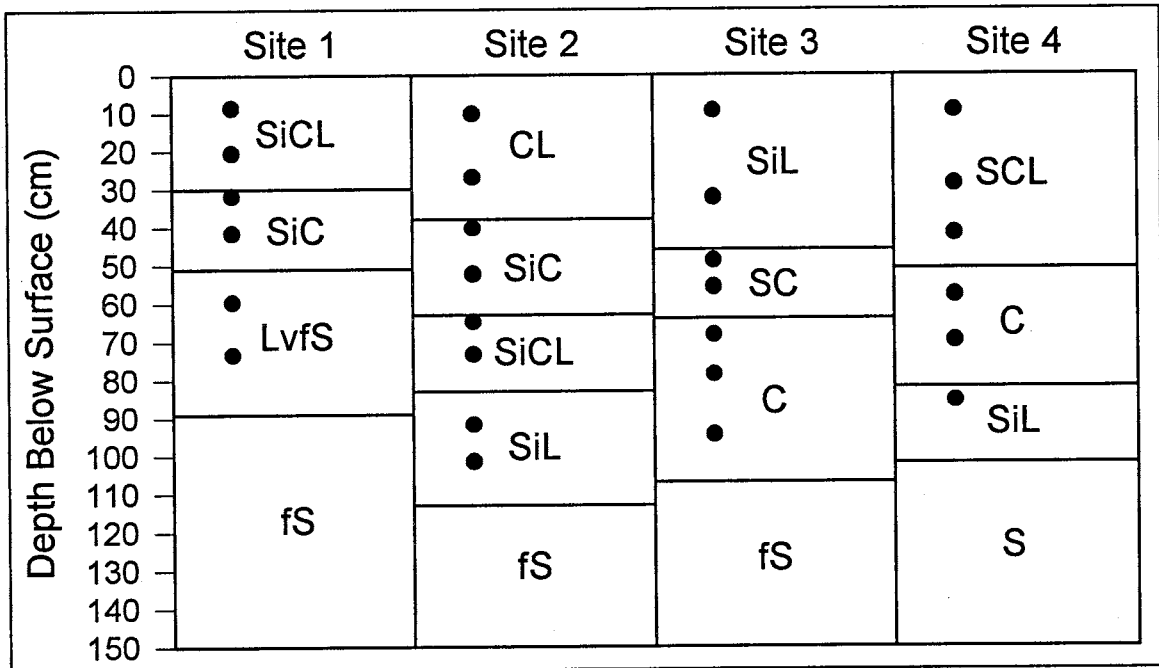 Site 1 Site 2 Site 3 Site 4
Depth Below Surface (cm)
0
10
20
30
40
50
60
70
80
90
100
110
120
130
140
150
SiCL
SiC
LvfS
fS
CL
SiC
SiCL
SiL
fS
SiL
SC
C
fS
SCL
C
SiL
S